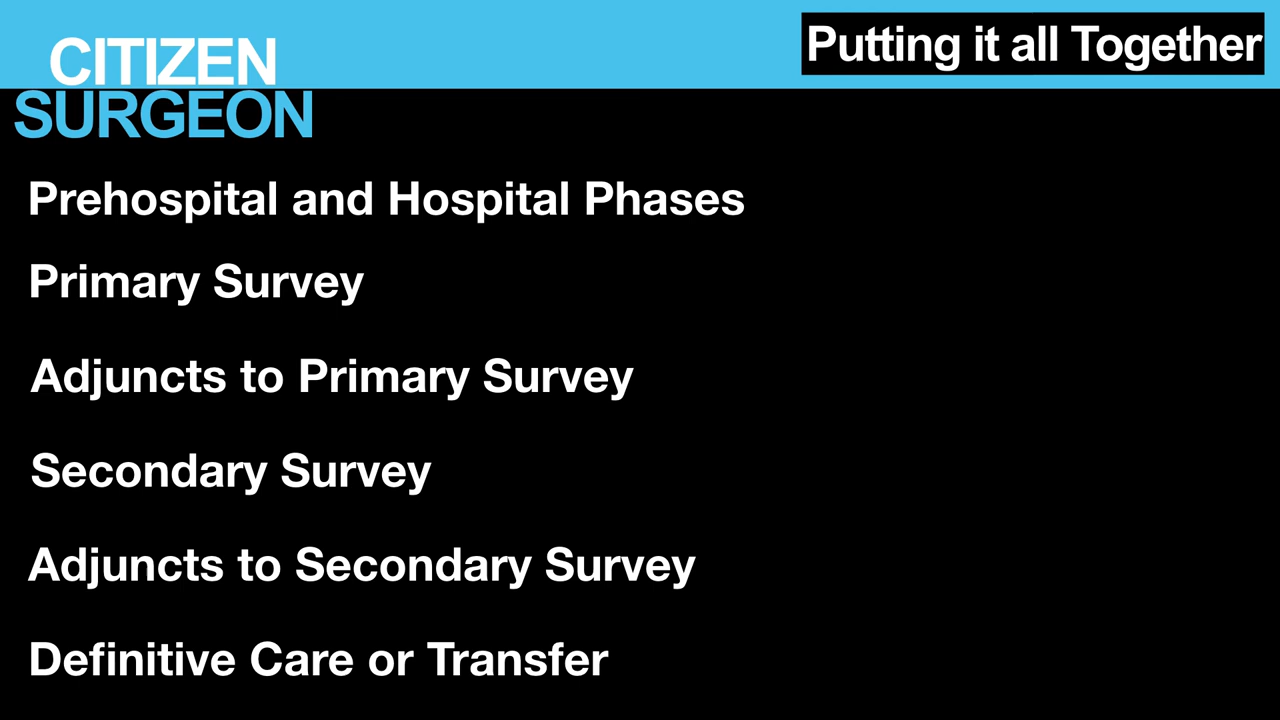 CITIZEN
SURGEON
Putting it all Together
Prehospital and Hospital Phases
Primary Survey
Adjuncts to Primary Survey
Secondary Survey
Adjuncts to Secondary Survey
Definitive Care or Transfer